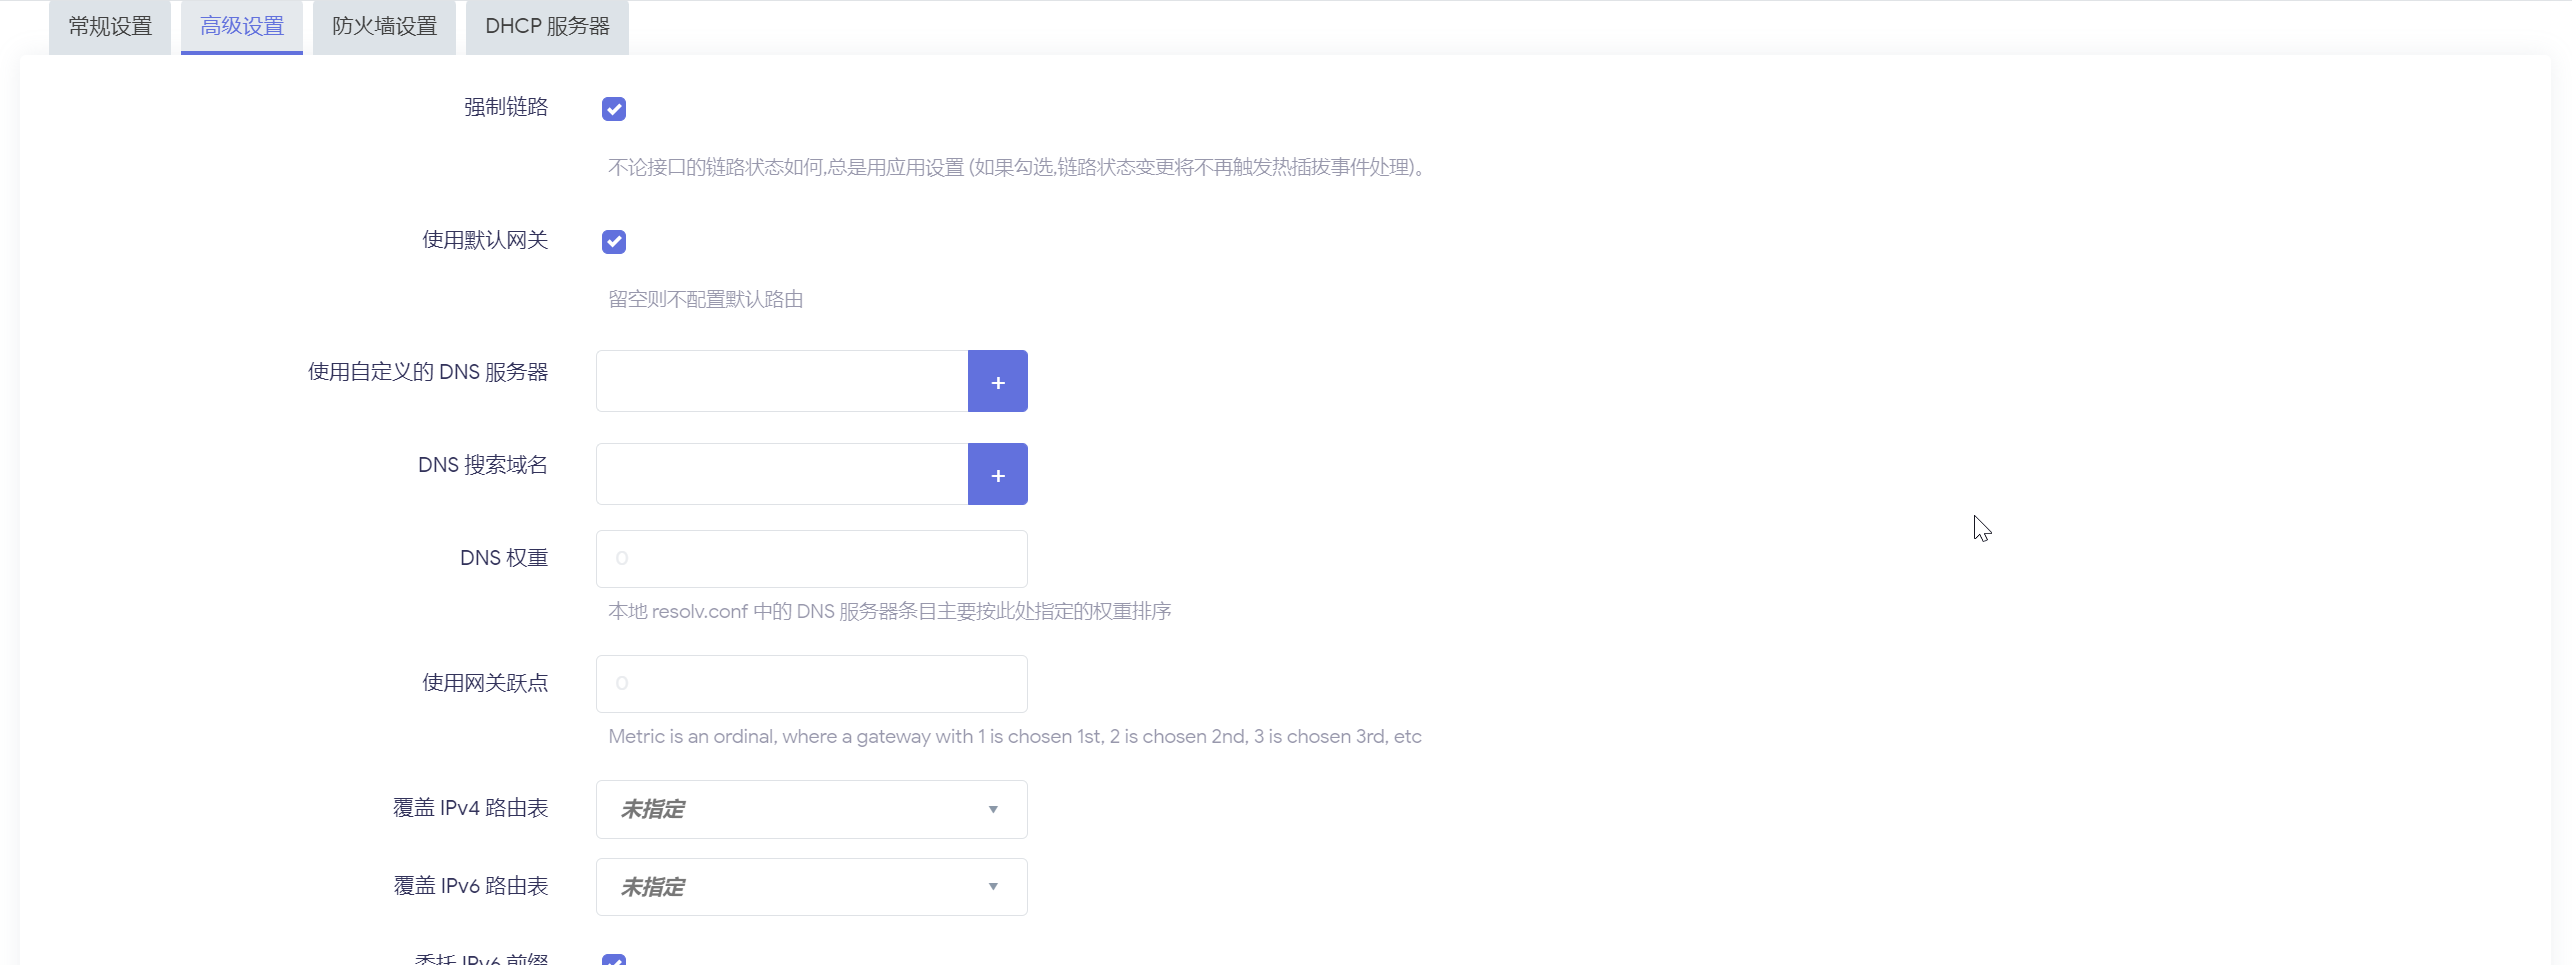 常规设置
高级设置
防火墙设置
DHCP 服务器
强制链路
不论接口的链路状态如何,总是用应用设置 (如果勾选,链路状态变更将不再触发热插拔事件处理)。
使用默认网关
留空则不配置默认路由
使用自定义的 DNS 服务器
+
DNS 搜索域名
+
DNS 权重
0
本地 resolv.conf 中的 DNS 服务器条目主要按此处指定的权重排序
使用网关跃点
0
Metric is an ordinal, where a gateway with 1 is chosen 1st, 2 is chosen 2nd, 3 is chosen 3rd, etc
覆盖 IPv4 路由表
未指定
覆盖 IPv6 路由表
未指定
委托 IPv6 前缀